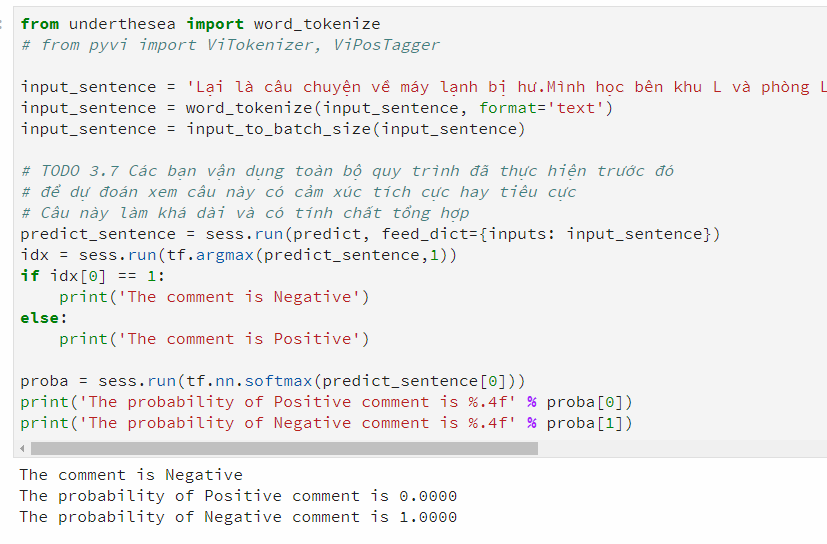 from underthesea import word_tokenize
# from pyvi import ViTokenizer, ViPosTagger
input_sentence = 'Lại là câu chuyện về máy lạnh bị hư.Mình học bên khu L và phòng L
input_sentence = word_tokenize(input_sentence, format='text')
input_sentence = input_to_batch_size(input_sentence)
# TODO 3.7 Các bạn vận dụng toàn bộ quy trình đã thực hiện trước đó
# để dự đoán xem câu này có cảm xúc tích cực hay tiêu cực
# Câu này làm khá dài và có tính chất tổng hợp
predict_sentence = sess.run(predict, feed_dict={inputs: input_sentence})
idx = sess.run(tf.argmax(predict_sentence,1))
if idx[0] == 1:
    print('The comment is Negative')
else:
    print('The comment is Positive')
proba = sess.run(tf.nn.softmax(predict_sentence[0]))
print('The probability of Positive comment is %.4f' % proba[0])
print('The probability of Negative comment is %.4f' % proba[1])
The comment is Negative
The probability of Positive comment is 0.0000
The probability of Negative comment is 1.0000